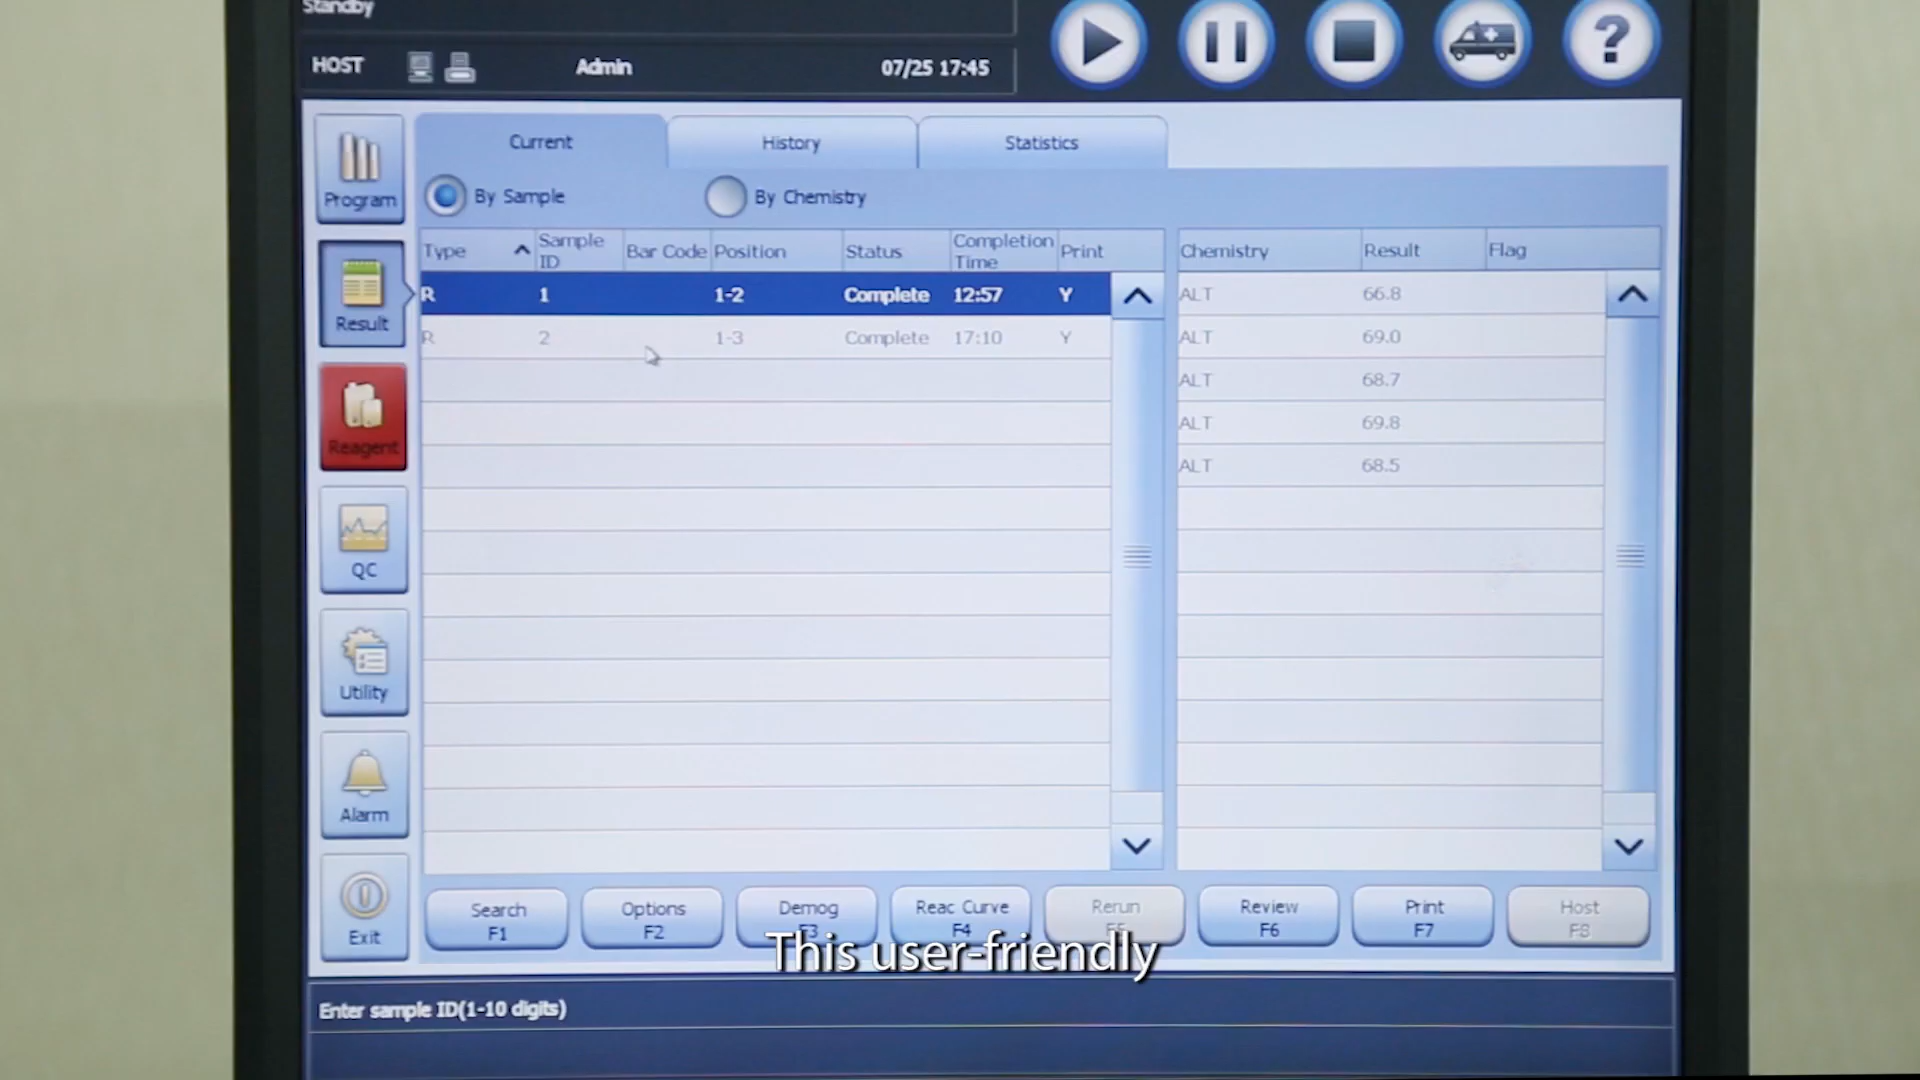 Standby
HOST Admin 07/25 17:45
?
Current History Statistics
By Sample By Chemistry
Type Sample ID Bar Code Position Status Completion Time Print Chemistry Result Flag
R 1 1-2 Complete 12:57 Y ALT 66.8
R 2 1-3 Complete 17:10 Y ALT 69.0
ALT 68.7
ALT 69.8
ALT 68.5
Program
Result
Reagent
QC
Utility
Alarm
Exit
Search F1
Options F2
Demog F3
Reac Curve F4
Rerun F5
Review F6
Print F7
Host F8
This user-friendly
Enter sample ID(1-10 digits)